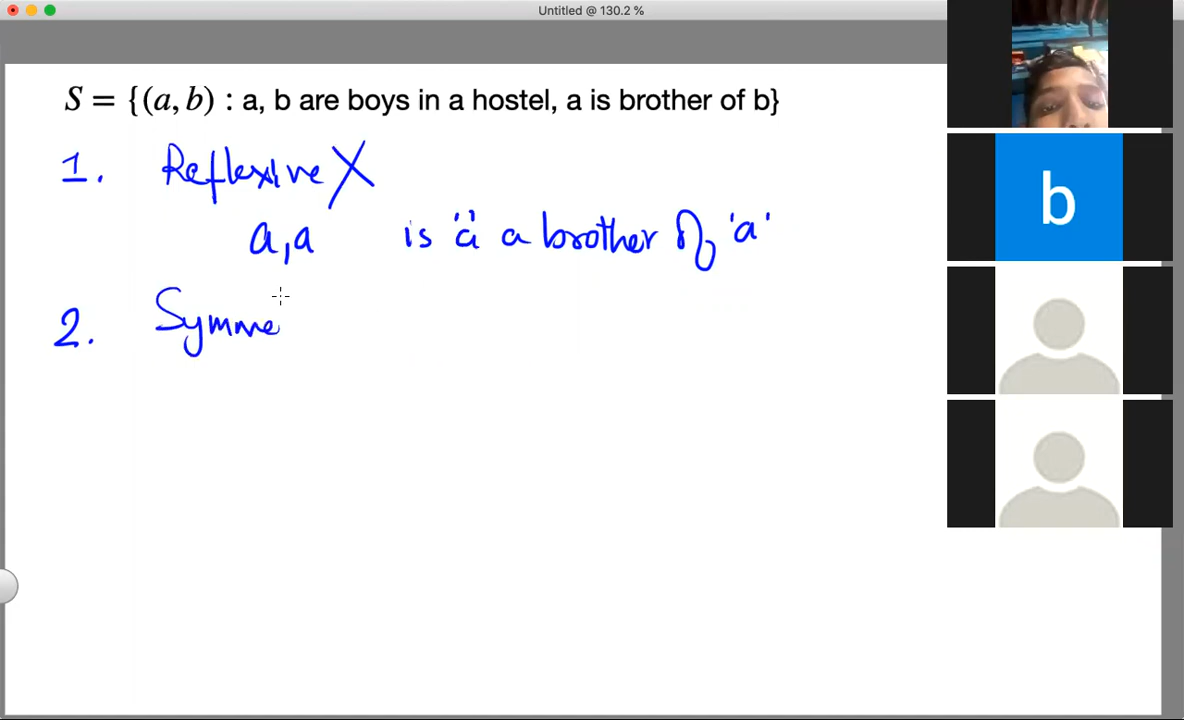 Untitled @ 130.2 %
S = {(a, b) : a, b are boys in a hostel, a is brother of b}
1. Reflexive X
a, a is "a" a brother of 'a'
2. Symme
b